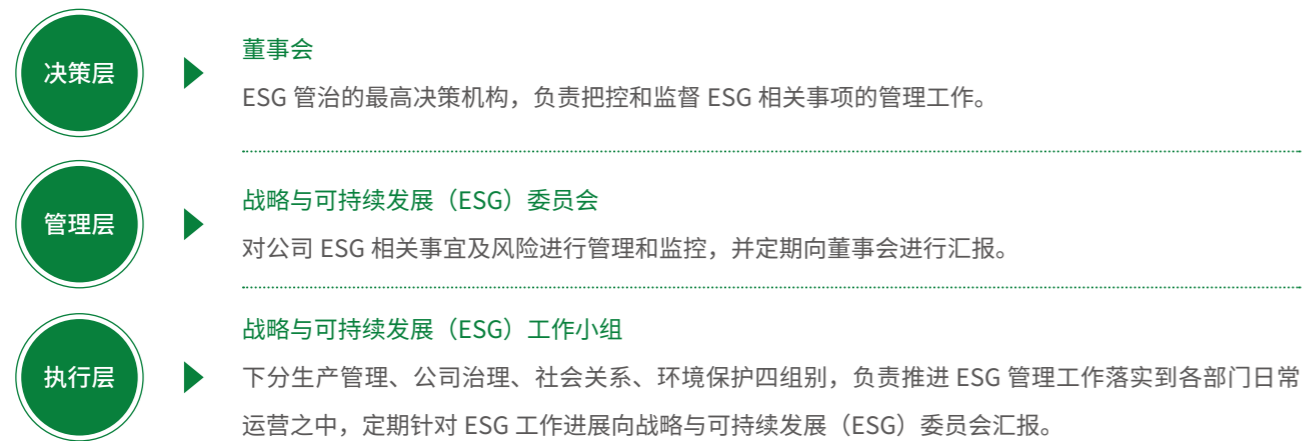 决策层
董事会
ESG 管治的最高决策机构，负责把控和监督 ESG 相关事项的管理工作。
管理层
战略与可持续发展（ESG）委员会
对公司 ESG 相关事宜及风险进行管理和监控，并定期向董事会进行汇报。
执行层
战略与可持续发展（ESG）工作小组
下分生产管理、公司治理、社会关系、环境保护四组别，负责推进 ESG 管理工作落实到各部门日常
运营之中，定期针对 ESG 工作进展向战略与可持续发展（ESG）委员会汇报。